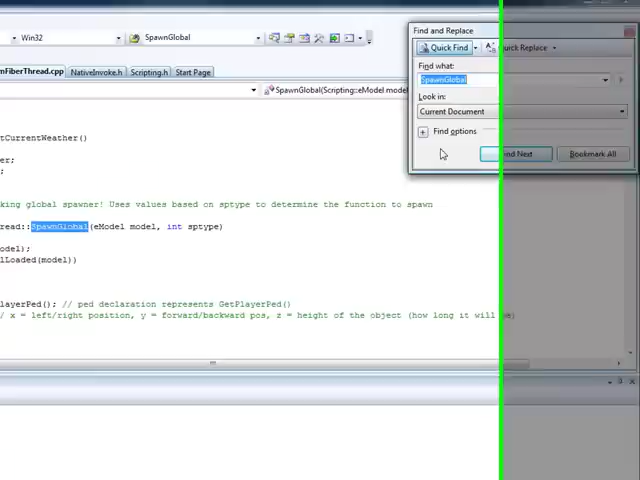 Find and Replace
Win32
SpawnGlobal
Quick Find
Quick Replace
Find what:
SpawnGlobal
mFiberThread.cpp
NativeInvoke.h
Scripting.h
Start Page
SpawnGlobal(Scripting::eModel model
Look in:
Current Document
Find options
tCurrentWeather()
er;
;
Find Next
Bookmark All
king global spawner! Uses values based on sptype to determine the function to spawn
read::SpawnGlobal(eModel model, int sptype)
odel);
lLoaded(model))
layerPed(); // ped declaration represents GetPlayerPed()
/ x = left/right position, y = forward/backward pos, z = height of the object (how long it will be)